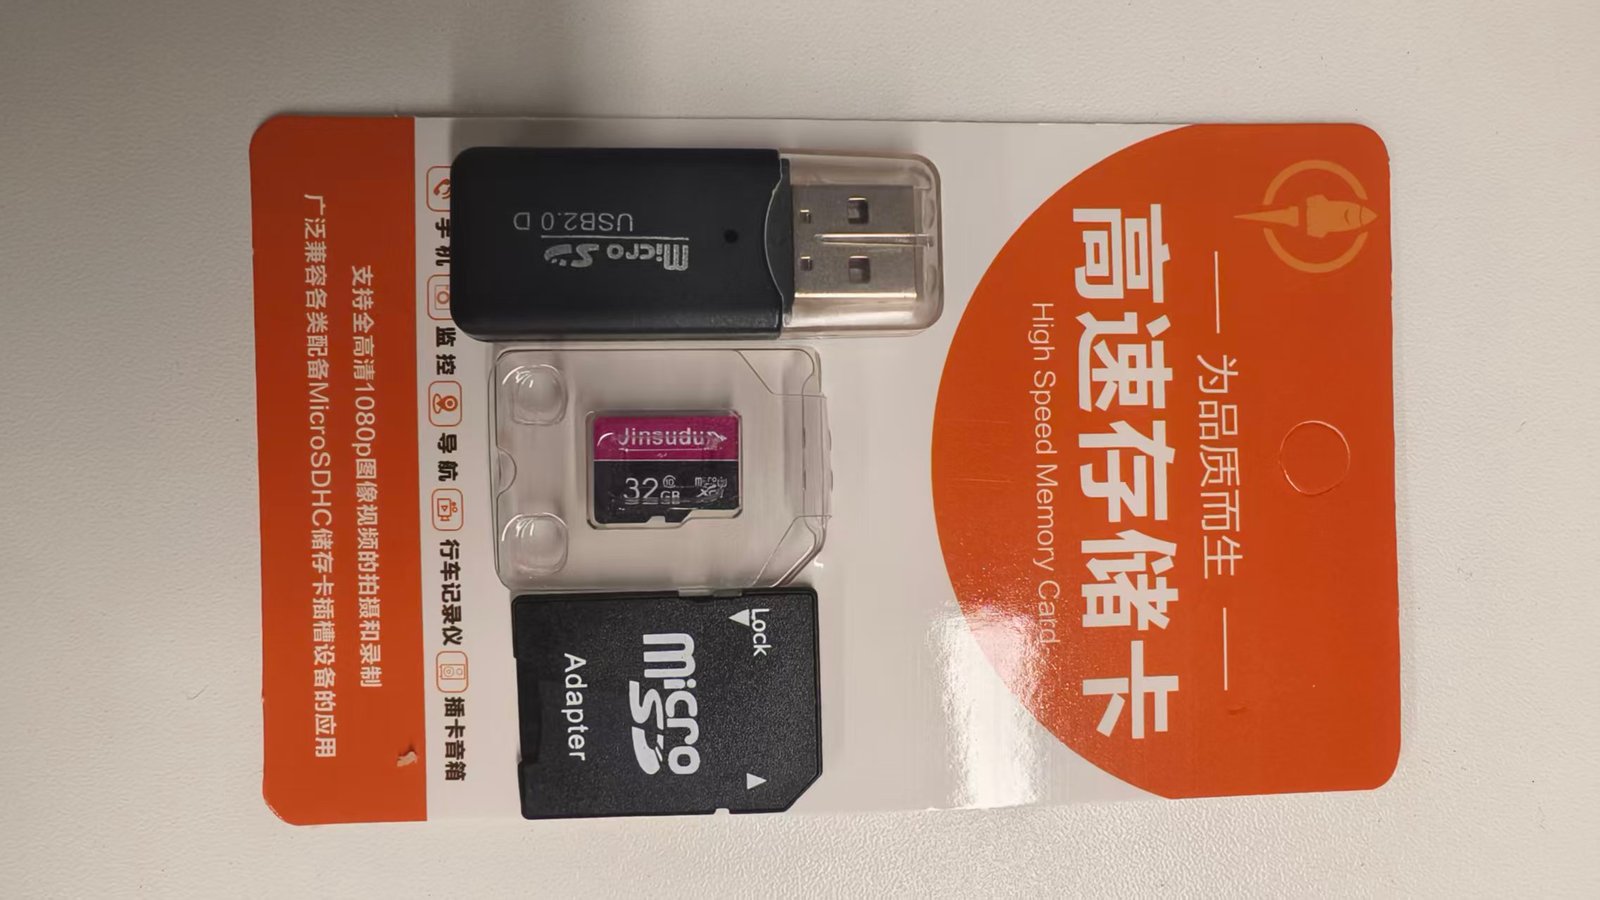 为品质而生
高速存储卡
High Speed Memory Card
micro SD
USB2.0 D
Jinsudu
32GB
10
Lock
micro SD
Adapter
手机 监控 导航 行车记录仪 插卡音箱
支持全高清1080p图像视频的拍摄和录制
广泛兼容各类配备MicroSDHC储存卡插槽设备的应用